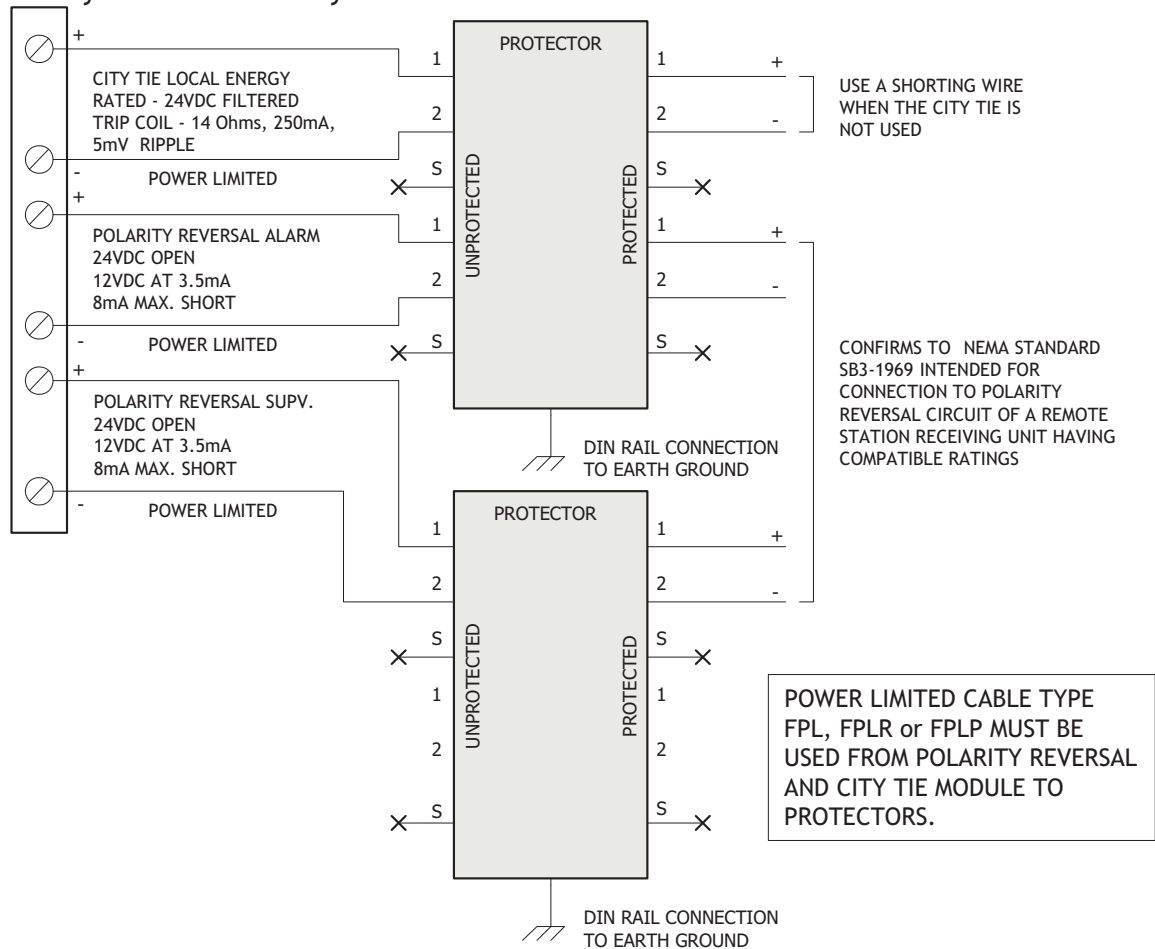 +
CITY TIE LOCAL ENERGY
RATED - 24VDC FILTERED
TRIP COIL - 14 Ohms, 250mA,
5mV RIPPLE
-
POWER LIMITED
+
POLARITY REVERSAL ALARM
24VDC OPEN
12VDC AT 3.5mA
8mA MAX. SHORT
-
POWER LIMITED
+
POLARITY REVERSAL SUPV.
24VDC OPEN
12VDC AT 3.5mA
8mA MAX. SHORT
-
POWER LIMITED
PROTECTOR
1
2
S
1
2
S
UNPROTECTED
PROTECTED
1
2
S
1
2
S
+
-
+
-
USE A SHORTING WIRE
WHEN THE CITY TIE IS
NOT USED
CONFIRMS TO NEMA STANDARD
SB3-1969 INTENDED FOR
CONNECTION TO POLARITY
REVERSAL CIRCUIT OF A REMOTE
STATION RECEIVING UNIT HAVING
COMPATIBLE RATINGS
DIN RAIL CONNECTION
TO EARTH GROUND
PROTECTOR
1
2
S
1
2
S
UNPROTECTED
PROTECTED
1
2
S
1
2
S
+
-
POWER LIMITED CABLE TYPE
FPL, FPLR or FPLP MUST BE
USED FROM POLARITY REVERSAL
AND CITY TIE MODULE TO
PROTECTORS.
DIN RAIL CONNECTION
TO EARTH GROUND